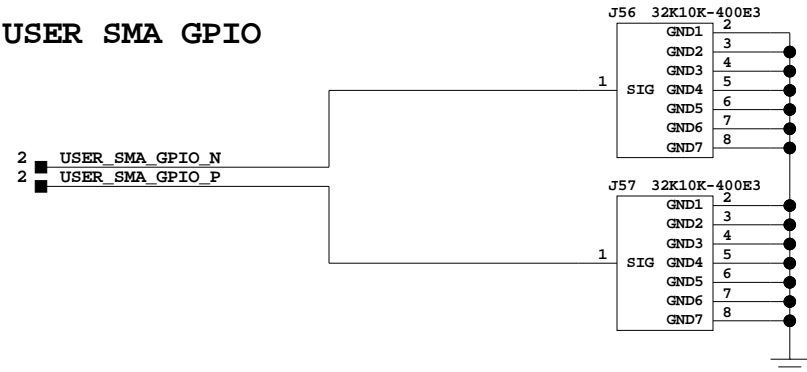 USER SMA GPIO
J56 32K10K-400E3
1 SIG
GND1 2
GND2 3
GND3 4
GND4 5
GND5 6
GND6 7
GND7 8
2 USER_SMA_GPIO_N
2 USER_SMA_GPIO_P
J57 32K10K-400E3
1 SIG
GND1 2
GND2 3
GND3 4
GND4 5
GND5 6
GND6 7
GND7 8